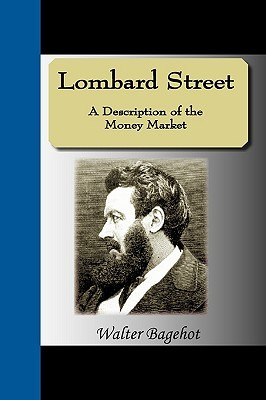 Lombard Street
A Description of the
Money Market
Walter Bagehot